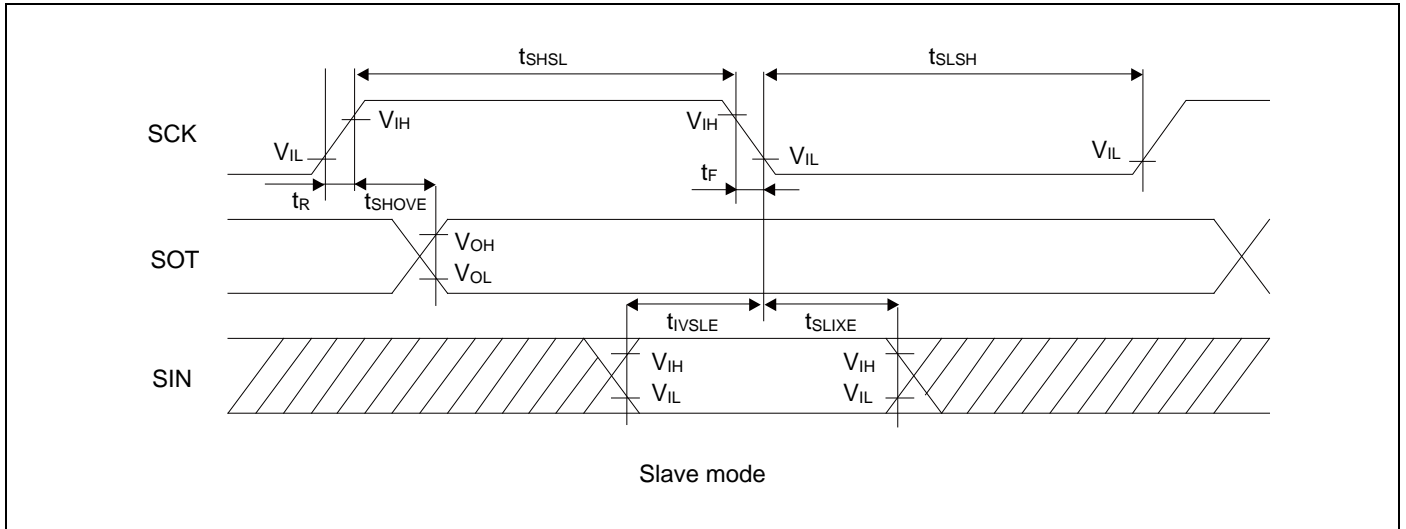 tSHSL
tSLSH
SCK
VIH
VIH
VIL
VIL
VIL
tF
tR
tSHOVE
SOT
VOH
VOL
tIVSLE
tSLIXE
SIN
VIH
VIH
VIL
VIL
Slave mode